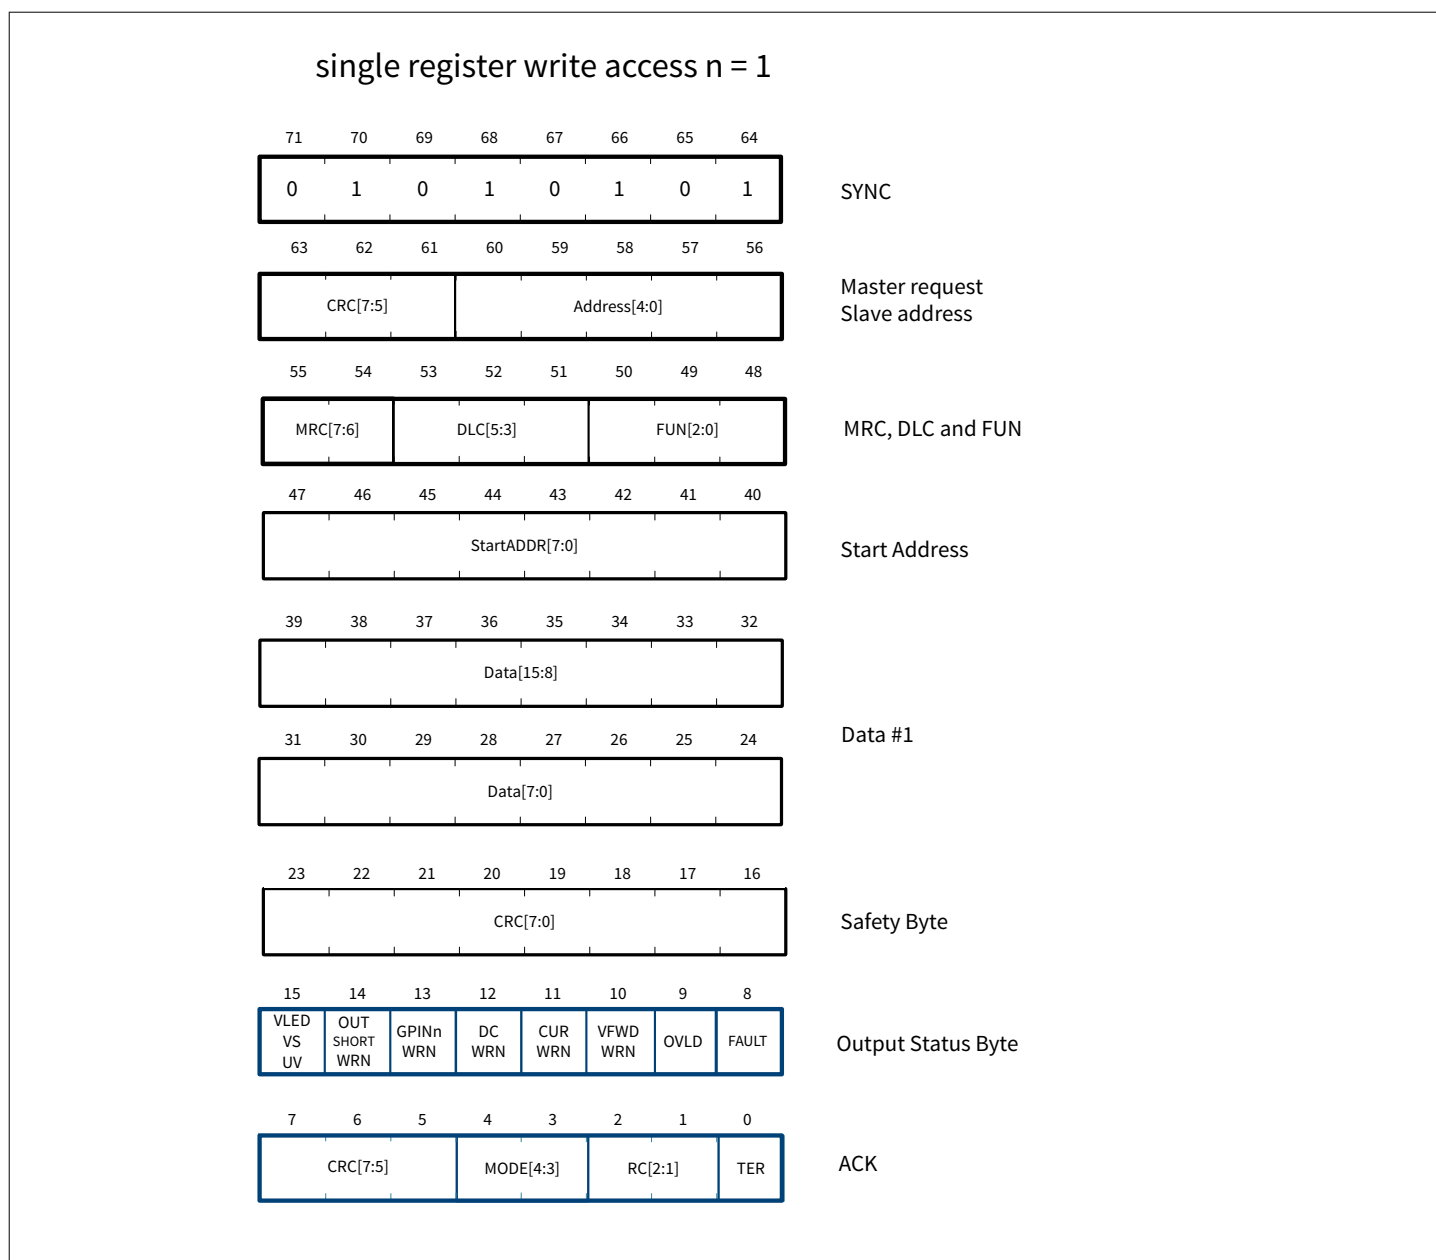 single register write access n = 1
71 70 69 68 67 66 65 64
0 1 0 1 0 1 0 1
SYNC
63 62 61 60 59 58 57 56
CRC[7:5] Address[4:0]
Master request
Slave address
55 54 53 52 51 50 49 48
MRC[7:6] DLC[5:3] FUN[2:0]
MRC, DLC and FUN
47 46 45 44 43 42 41 40
StartADDR[7:0]
Start Address
39 38 37 36 35 34 33 32
Data[15:8]
Data #1
31 30 29 28 27 26 25 24
Data[7:0]
23 22 21 20 19 18 17 16
CRC[7:0]
Safety Byte
15 14 13 12 11 10 9 8
VLED
VS
UV
OUT
SHORT
WRN
GPINn
WRN
DC
WRN
CUR
WRN
VFWD
WRN
OVLD
FAULT
Output Status Byte
7 6 5 4 3 2 1 0
CRC[7:5] MODE[4:3] RC[2:1] TER
ACK